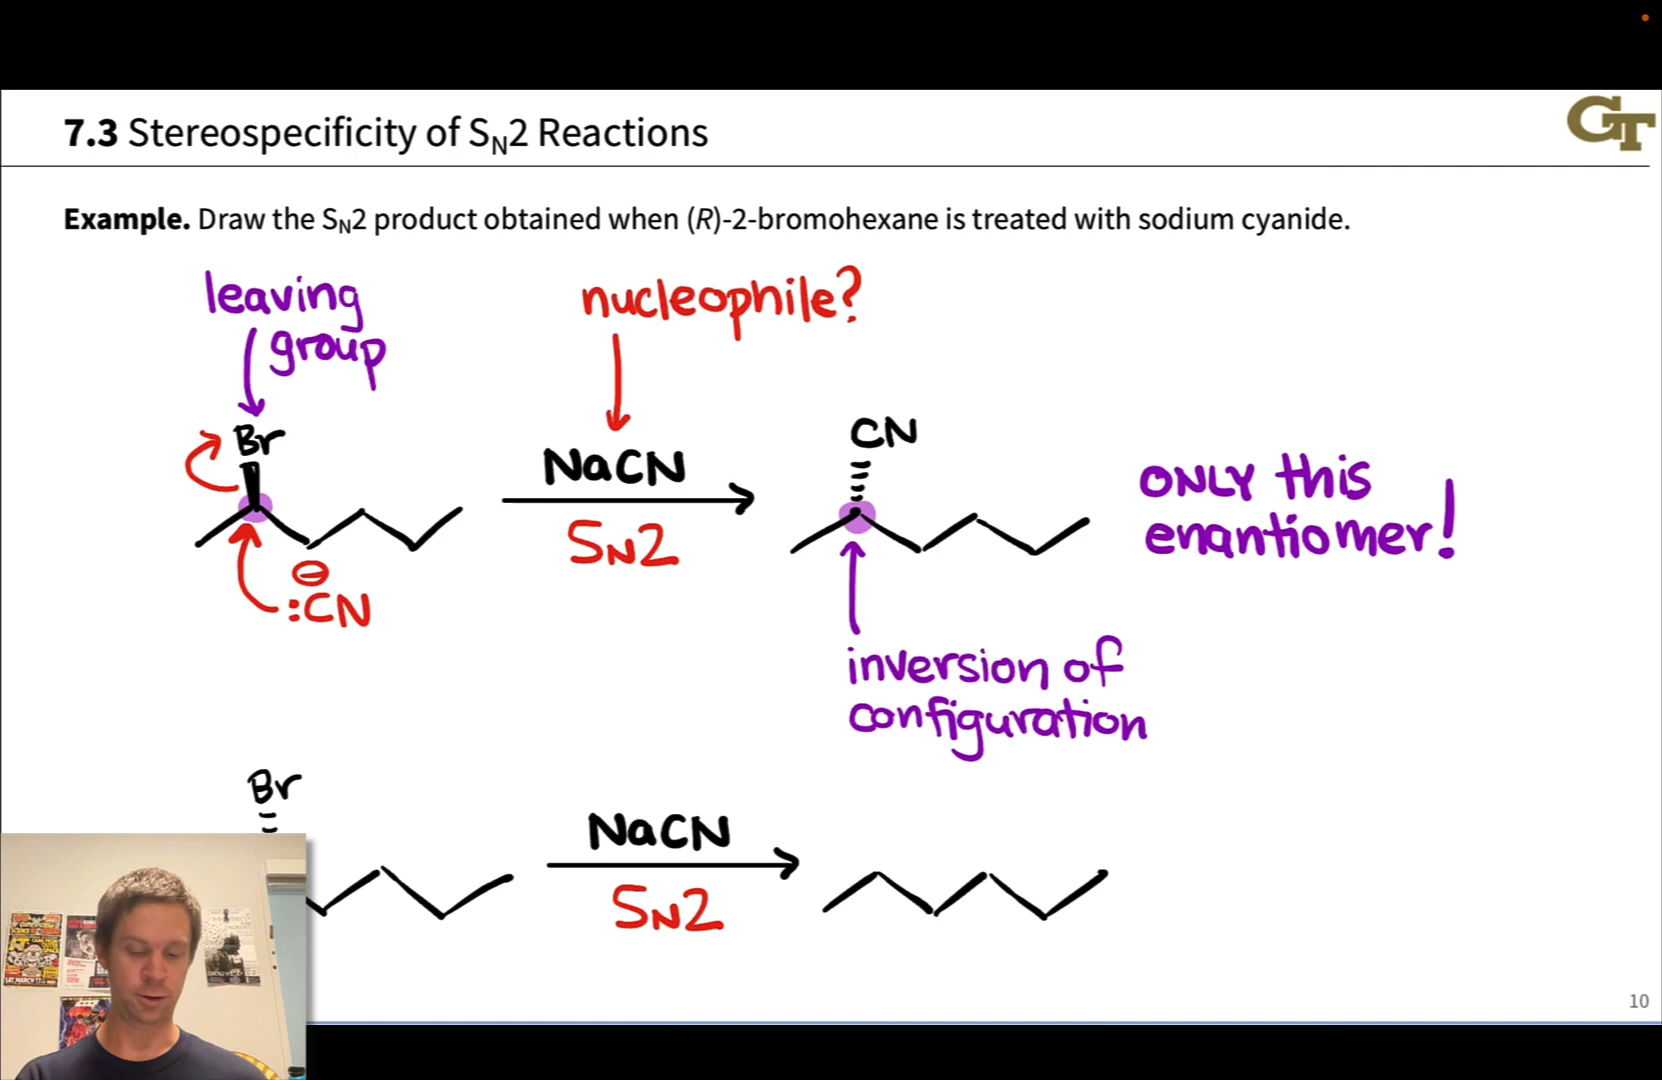 7.3 Stereospecificity of SN2 Reactions
GT
Example. Draw the SN2 product obtained when (R)-2-bromohexane is treated with sodium cyanide.
leaving
group
nucleophile?
Br
NaCN
SN2
⊖
:CN
CN
ONLY this
enantiomer!
inversion of
configuration
Br
NaCN
SN2
10